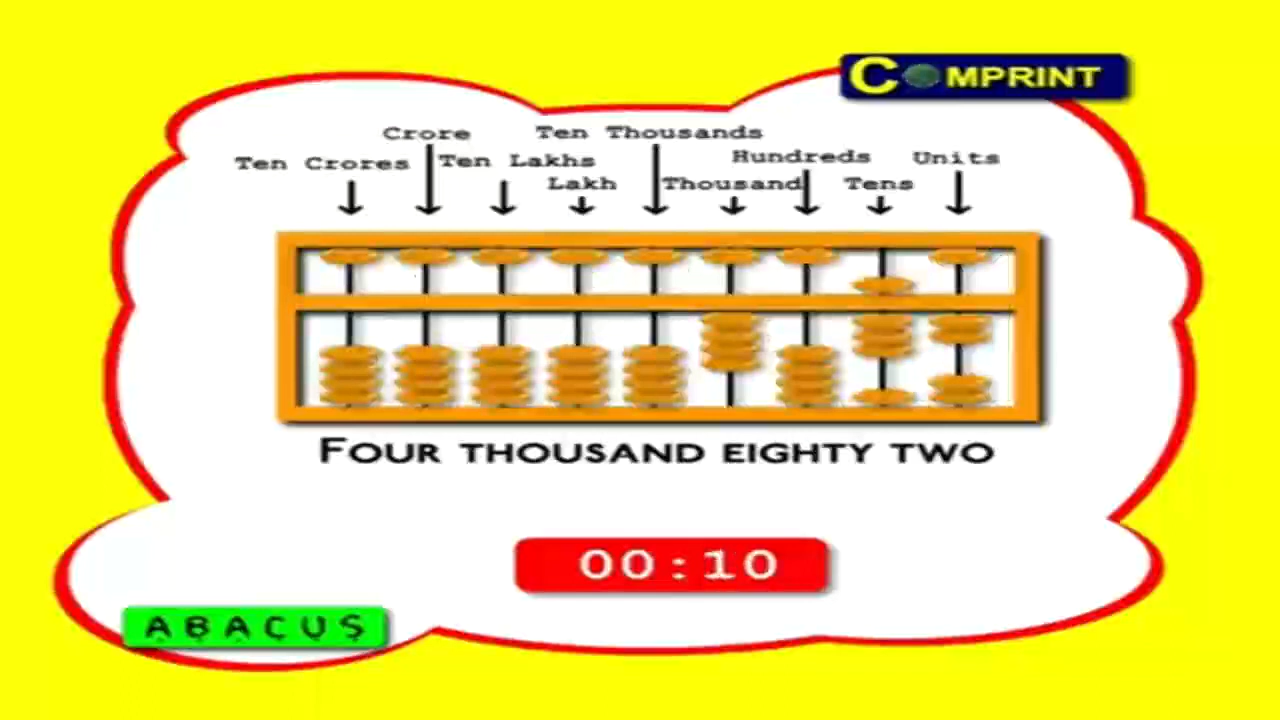 COMPRINT
Crore Ten Thousands
Ten Crores Ten Lakhs Hundreds Units
Lakh Thousand Tens
FOUR THOUSAND EIGHTY TWO
00:10
ABACUS